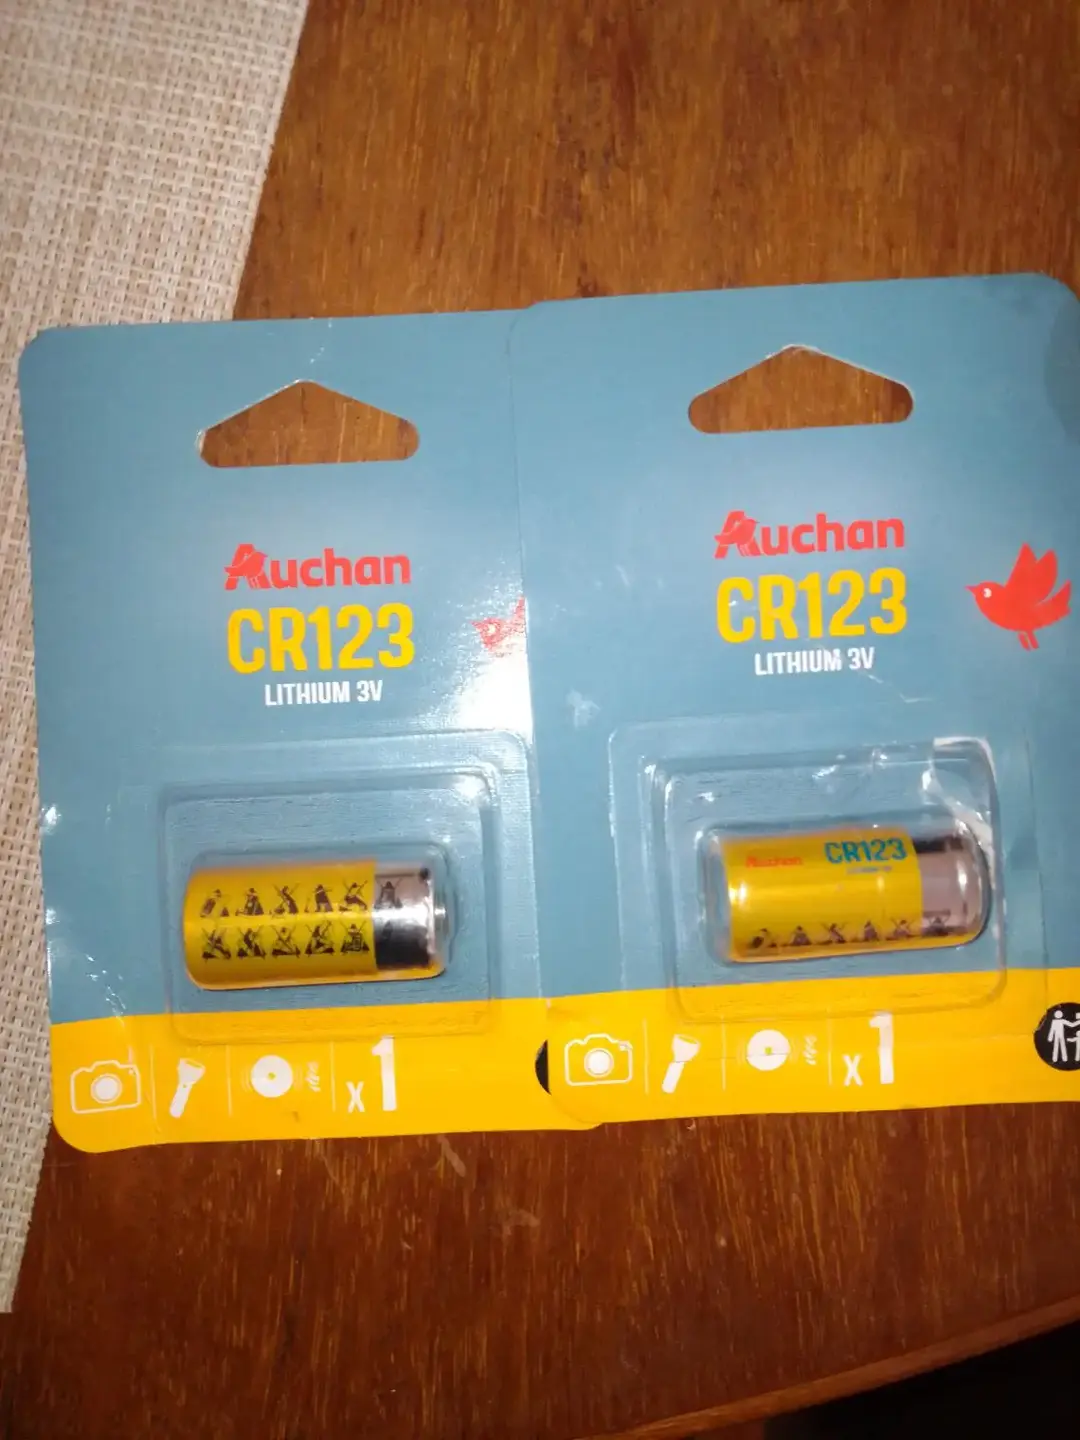 Auchan
CR123
LITHIUM 3V
x1
Auchan
CR123
LITHIUM 3V
Auchan CR123
x1